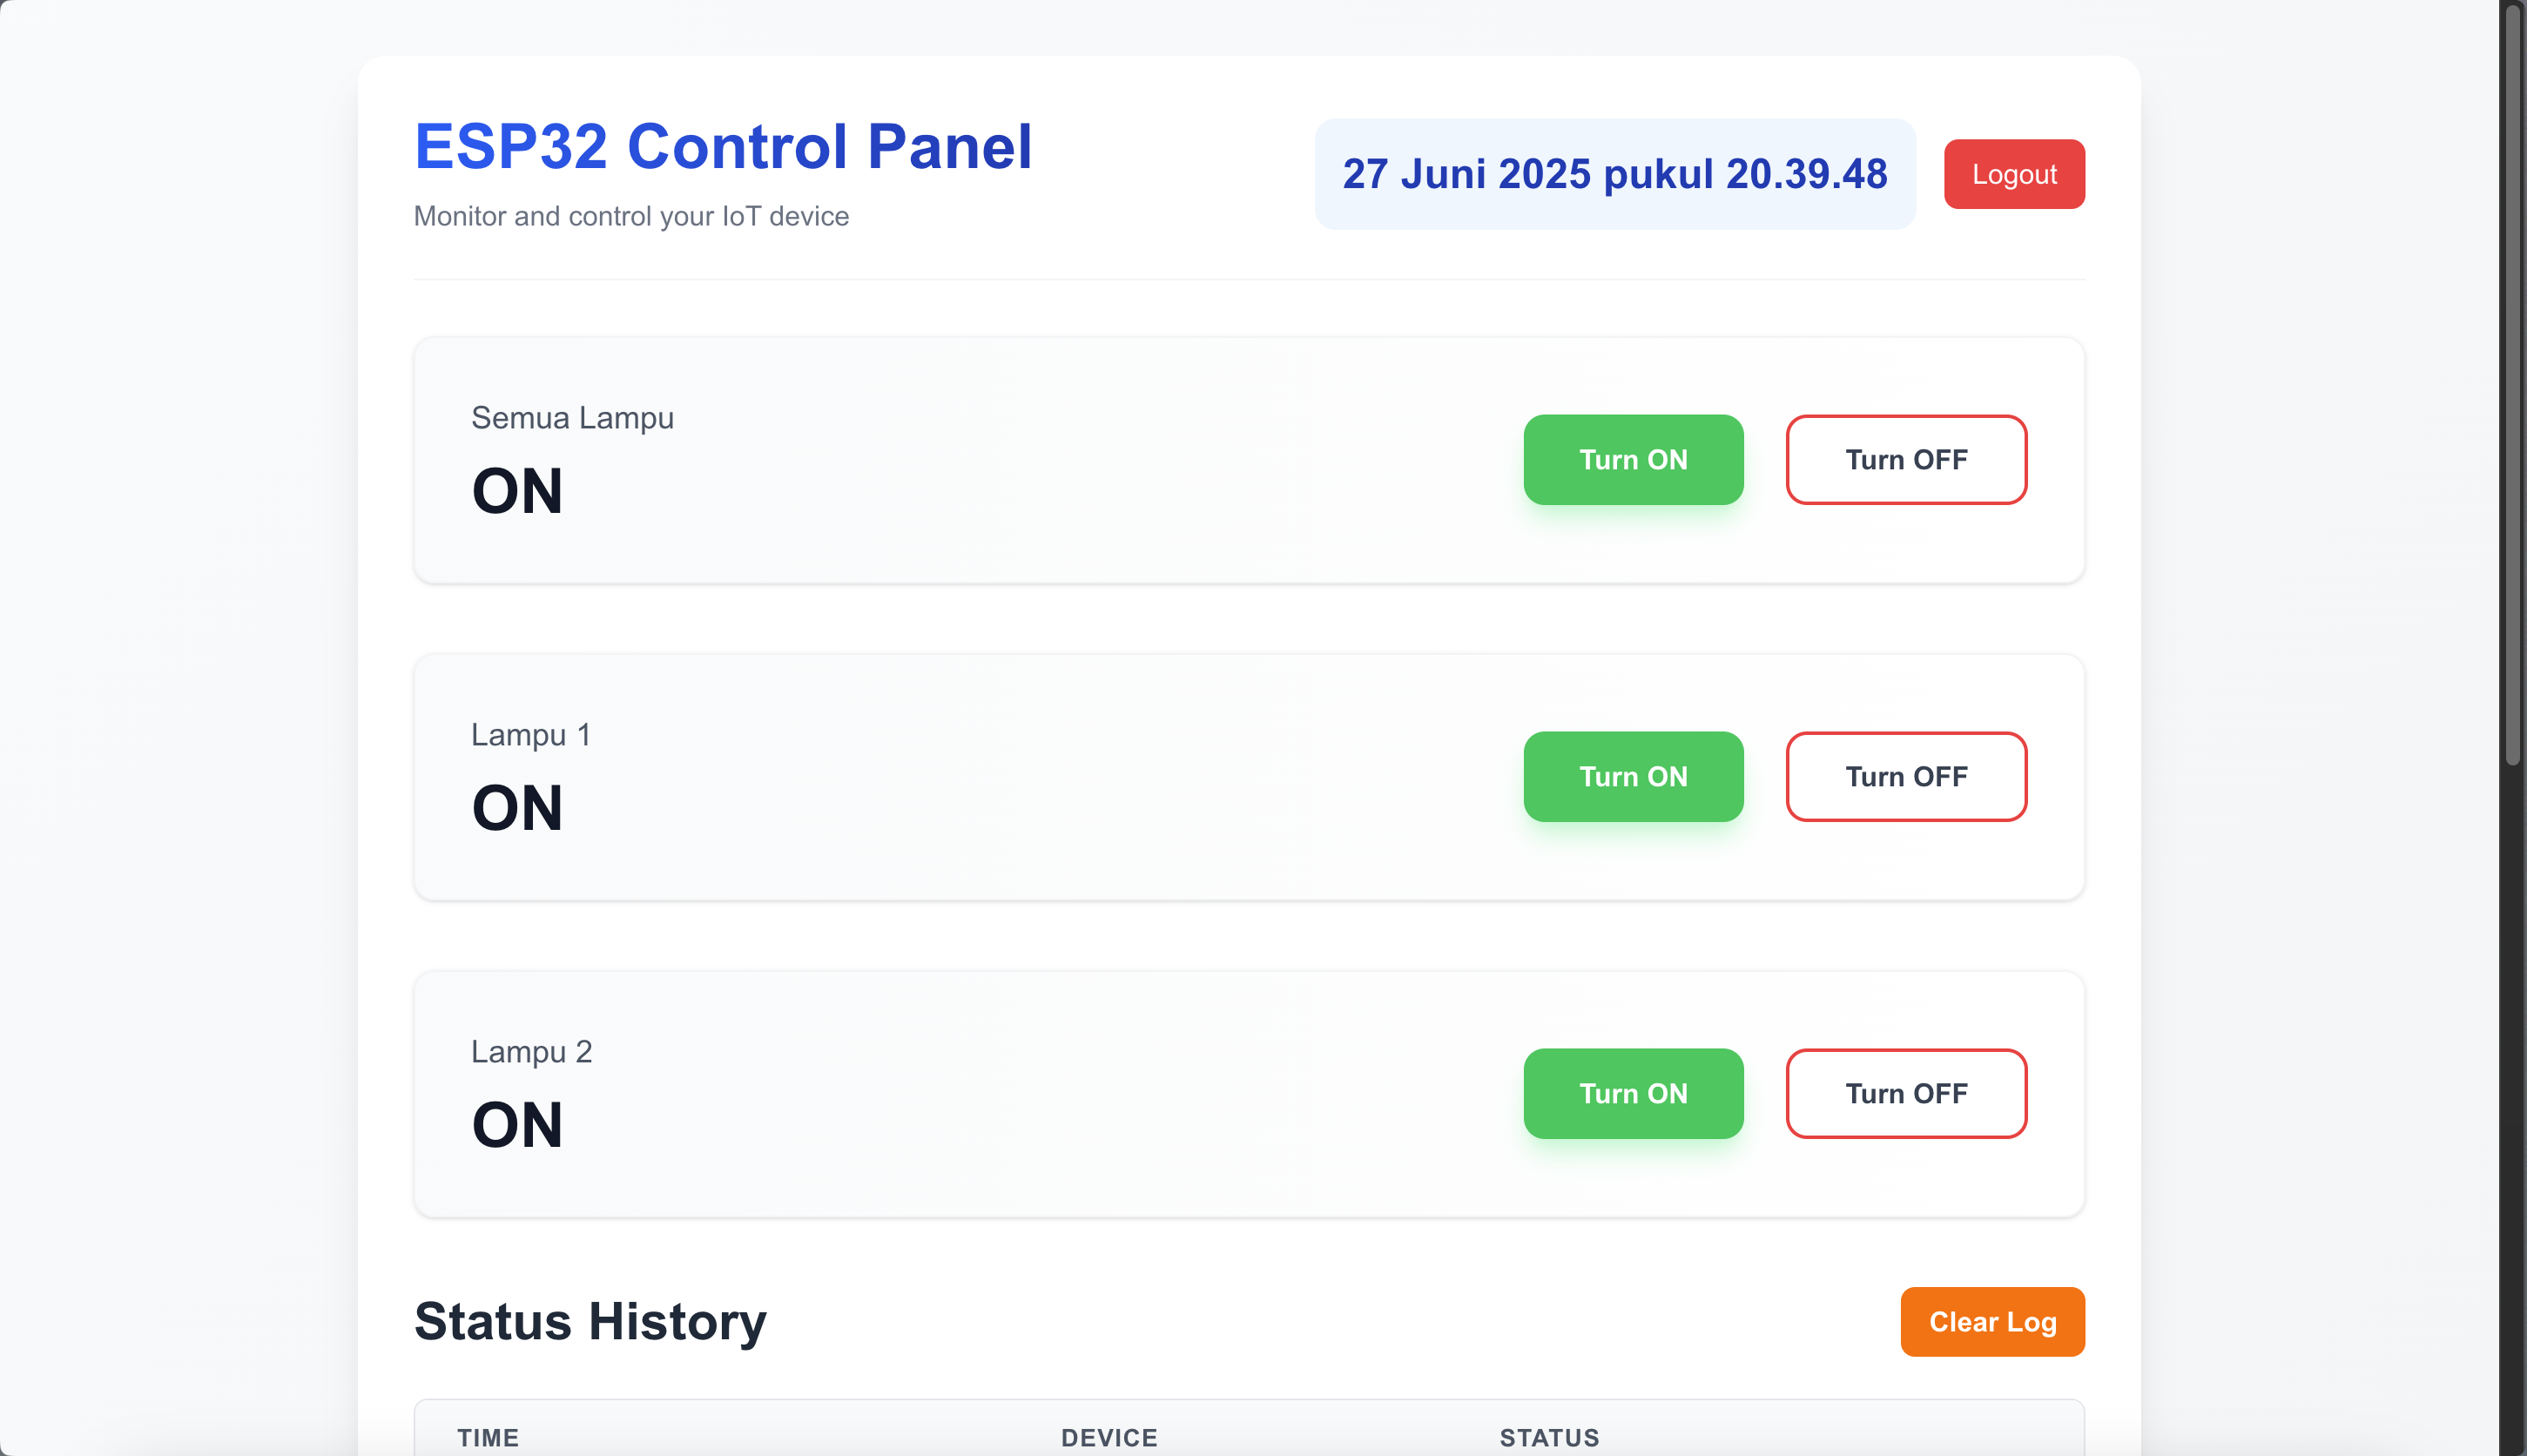 ESP32 Control Panel
Monitor and control your IoT device
27 Juni 2025 pukul 20.39.48
Logout
Semua Lampu
ON
Turn ON
Turn OFF
Lampu 1
ON
Turn ON
Turn OFF
Lampu 2
ON
Turn ON
Turn OFF
Status History
Clear Log
TIME DEVICE STATUS